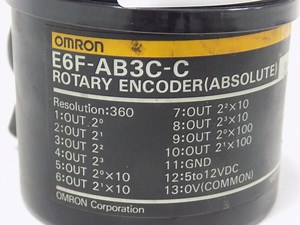 OMRON
E6F-AB3C-C
ROTARY ENCODER(ABSOLUTE)
Resolution:360
1:OUT 2⁰
2:OUT 2¹
3:OUT 2²
4:OUT 2³
5:OUT 2⁰×10
6:OUT 2¹×10
7:OUT 2²×10
8:OUT 2³×10
9:OUT 2⁰×100
10:OUT 2¹×100
11:GND
12:5to12VDC
13:0V(COMMON)
OMRON Corporation